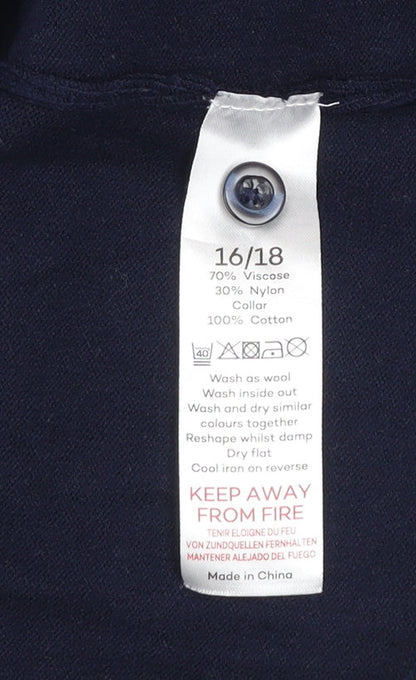 16/18
70% Viscose
30% Nylon
Collar
100% Cotton
40
Wash as wool
Wash inside out
Wash and dry similar
colours together
Reshape whilst damp
Dry flat
Cool iron on reverse
KEEP AWAY
FROM FIRE
TENIR ELOIGNE DU FEU
VON ZUNDQUELLEN FERNHALTEN
MANTENER ALEJADO DEL FUEGO
Made in China